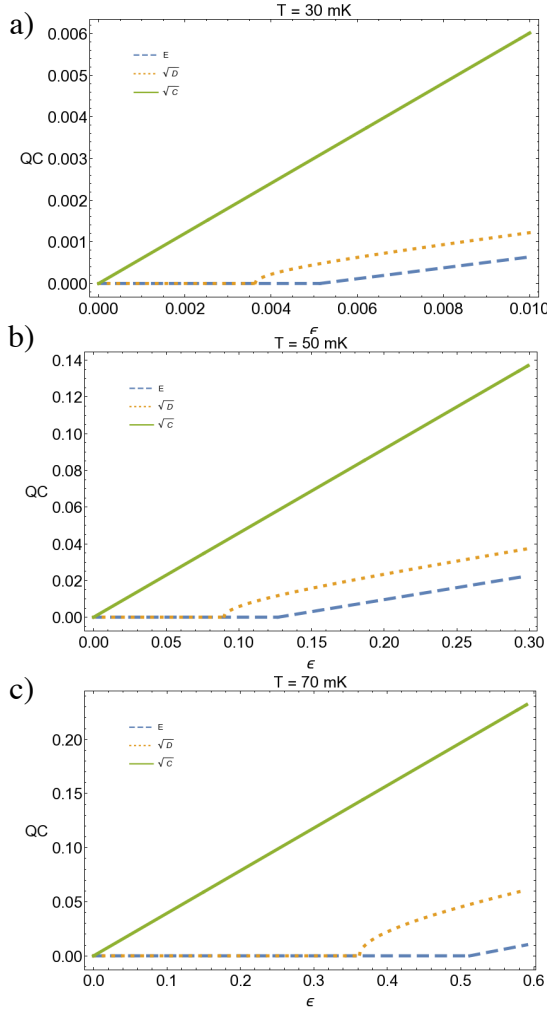 a)
T = 30 mK
0.006
0.005
0.004
QC 0.003
0.002
0.001
0.000
E
√D
√C
0.000 0.002 0.004 0.006 0.008 0.010
ϵ
b)
T = 50 mK
0.14
0.12
0.10
0.08
QC
0.06
0.04
0.02
0.00
E
√D
√C
0.00 0.05 0.10 0.15 0.20 0.25 0.30
ϵ
c)
T = 70 mK
0.20
0.15
QC
0.10
0.05
0.00
E
√D
√C
0.0 0.1 0.2 0.3 0.4 0.5 0.6
ϵ